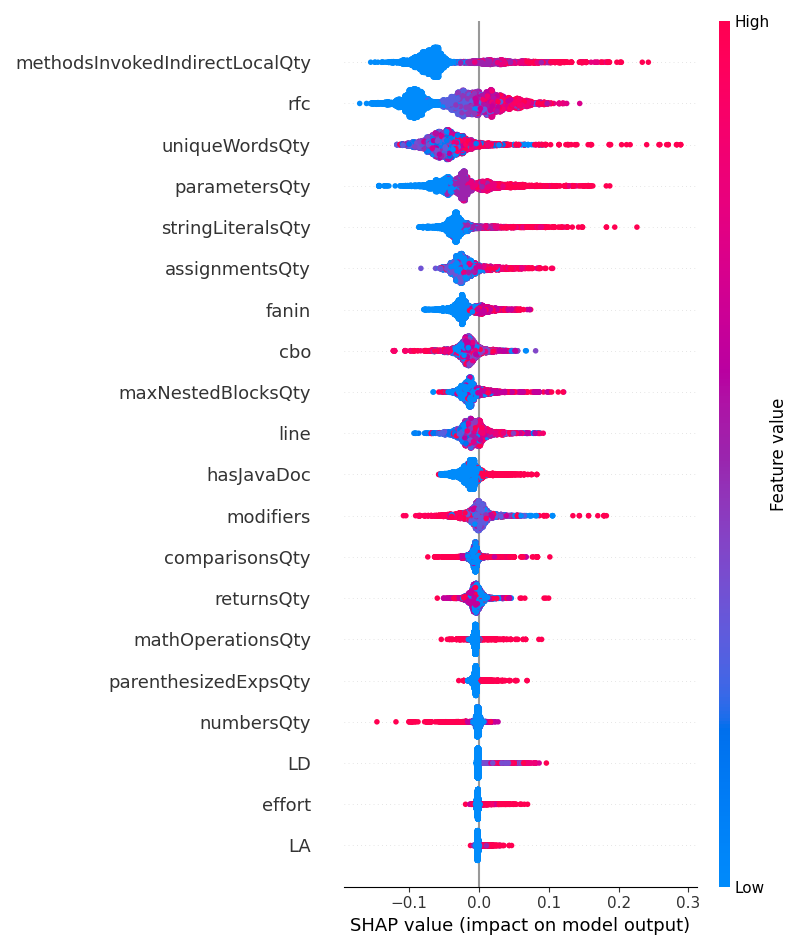 High
methodsInvokedIndirectLocalQty
rfc
uniqueWordsQty
parametersQty
stringLiteralsQty
assignmentsQty
fanin
cbo
maxNestedBlocksQty
line
hasJavaDoc
modifiers
comparisonsQty
returnsQty
mathOperationsQty
parenthesizedExpsQty
numbersQty
LD
effort
LA
Feature value
Low
−0.1 0.0 0.1 0.2 0.3
SHAP value (impact on model output)